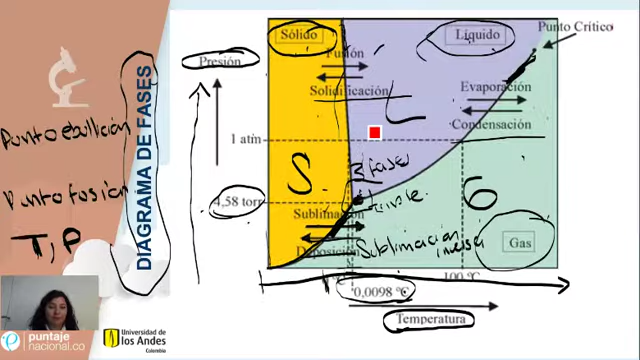 Sólido
Líquido
Punto Crítico
Presión
Fusión
Solidificación
Evaporación
Condensación
L
1 atm
Punto ebullición
DIAGRAMA DE FASES
3 fases
S
Punto fusión
4,58 torr
triple
G
Sublimación
T, P
Sublimación
inversa
Gas
Deposición
100 °C
0,0098 °C
Temperatura
puntaje
nacional.co
Universidad de
los Andes
Colombia